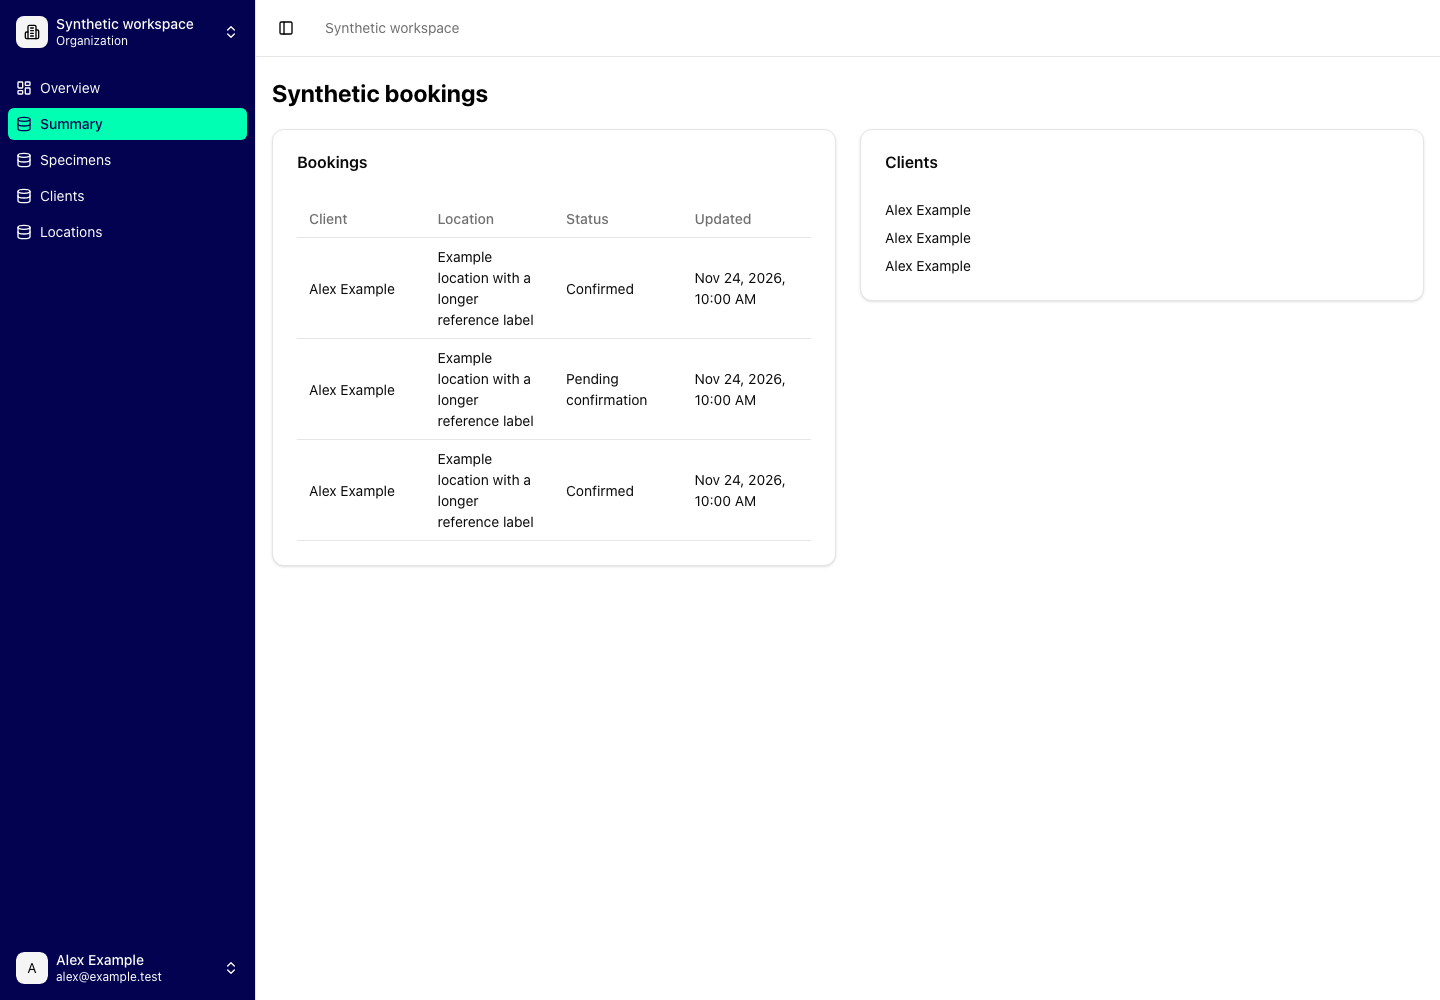 Synthetic workspace
Organization
Overview
Summary
Specimens
Clients
Locations
Alex Example
A
alex@example.test
Synthetic workspace
Synthetic bookings
Bookings
Client Location Status Updated
Alex Example
Example
location with a
longer
reference label
Confirmed
Nov 24, 2026,
10:00 AM
Alex Example
Example
location with a
longer
reference label
Pending
confirmation
Nov 24, 2026,
10:00 AM
Alex Example
Example
location with a
longer
reference label
Confirmed
Nov 24, 2026,
10:00 AM
Clients
Alex Example
Alex Example
Alex Example